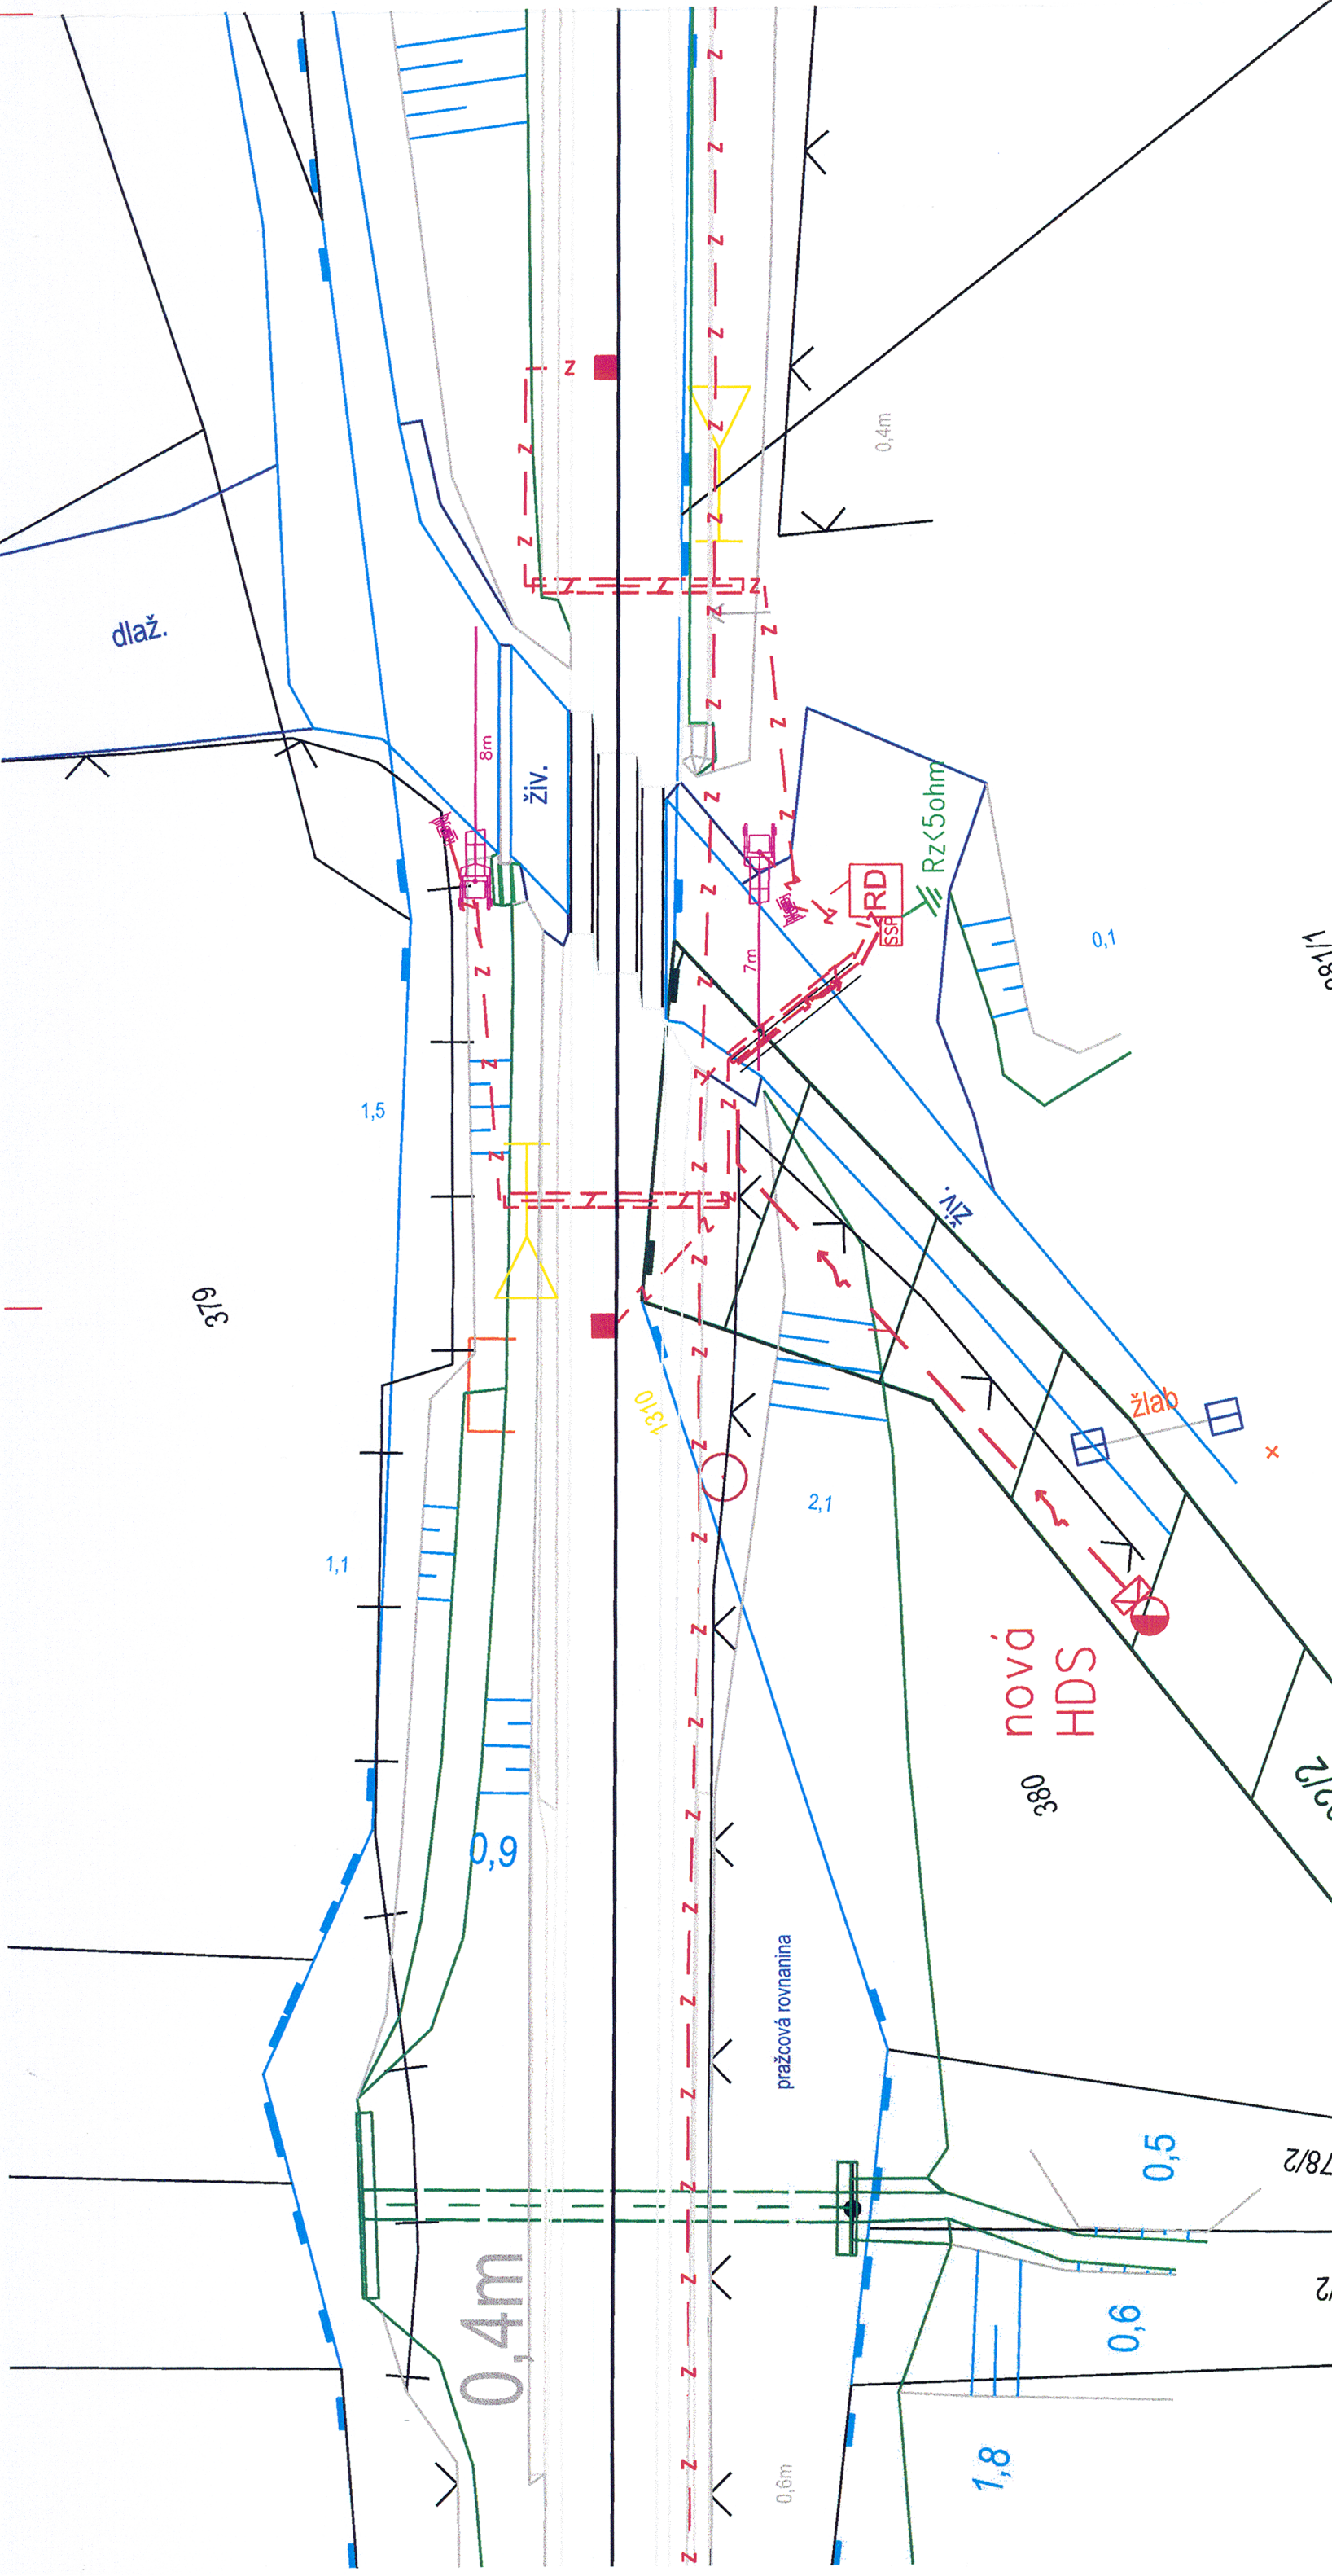 0,4m
dlaž.
8m
živ.
Rz<5ohm
RD
SSP
7m
0,1
1,5
živ.
379
1310
žlab
2,1
1,1
nová
HDS
380
0,9
pražcová rovnanina
0,5
78/2
0,4m
0,6
0,6m
1,8